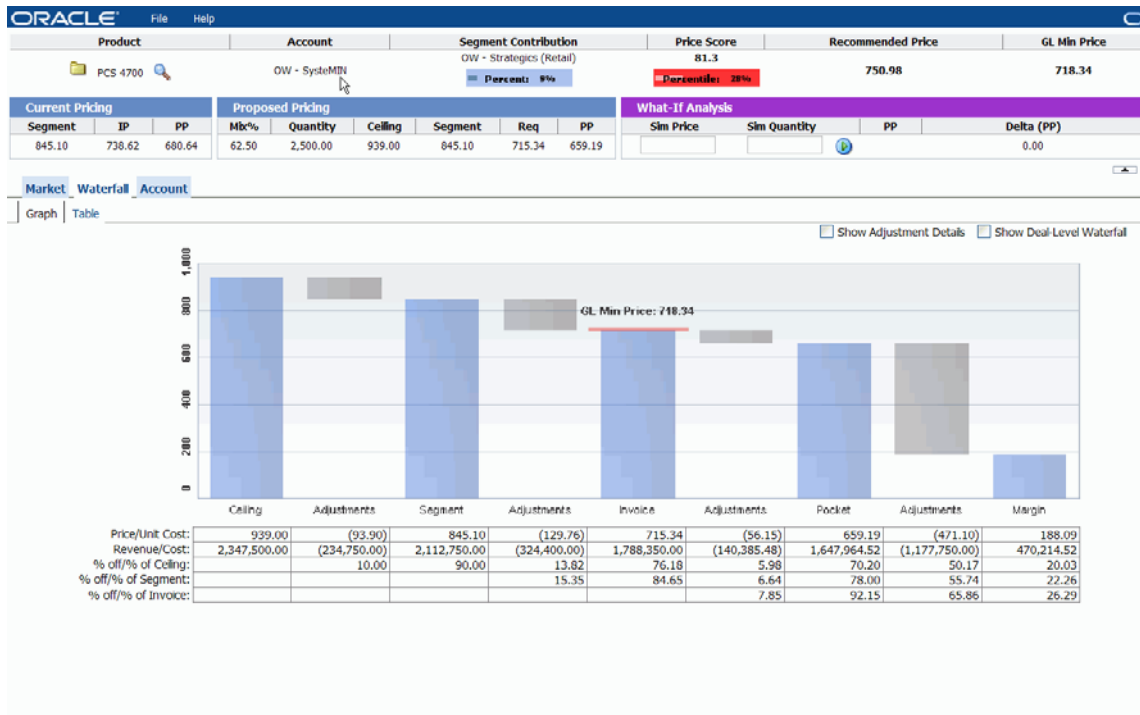 ORACLE File Help
Product Account Segment Contribution Price Score Recommended Price GL Min Price
PCS 4700 OW - SysteMIN OW - Strategics (Retail) 81.3 750.98 718.34
Percent: 9% Percentile: 28%
Current Pricing Proposed Pricing What-If Analysis
Segment IP PP Mix% Quantity Ceiling Segment Req PP Sim Price Sim Quantity PP Delta (PP)
845.10 738.62 680.64 62.50 2,500.00 939.00 845.10 715.34 659.19 0.00
Market Waterfall Account
Graph Table
Show Adjustment Details Show Deal-Level Waterfall
1,000
800
GL Min Price: 718.34
600
400
200
0
Ceiling Adjustments Segment Adjustments Invoice Adjustments Pocket Adjustments Margin
Price/Unit Cost: 939.00 (93.90) 845.10 (129.76) 715.34 (56.15) 659.19 (471.10) 188.09
Revenue/Cost: 2,347,500.00 (234,750.00) 2,112,750.00 (324,400.00) 1,788,350.00 (140,385.48) 1,647,964.52 (1,177,750.00) 470,214.52
% off/% of Ceiling: 10.00 90.00 13.82 76.18 5.98 70.20 50.17 20.03
% off/% of Segment: 15.35 84.65 6.64 78.00 55.74 22.26
% off/% of Invoice: 7.85 92.15 65.86 26.29